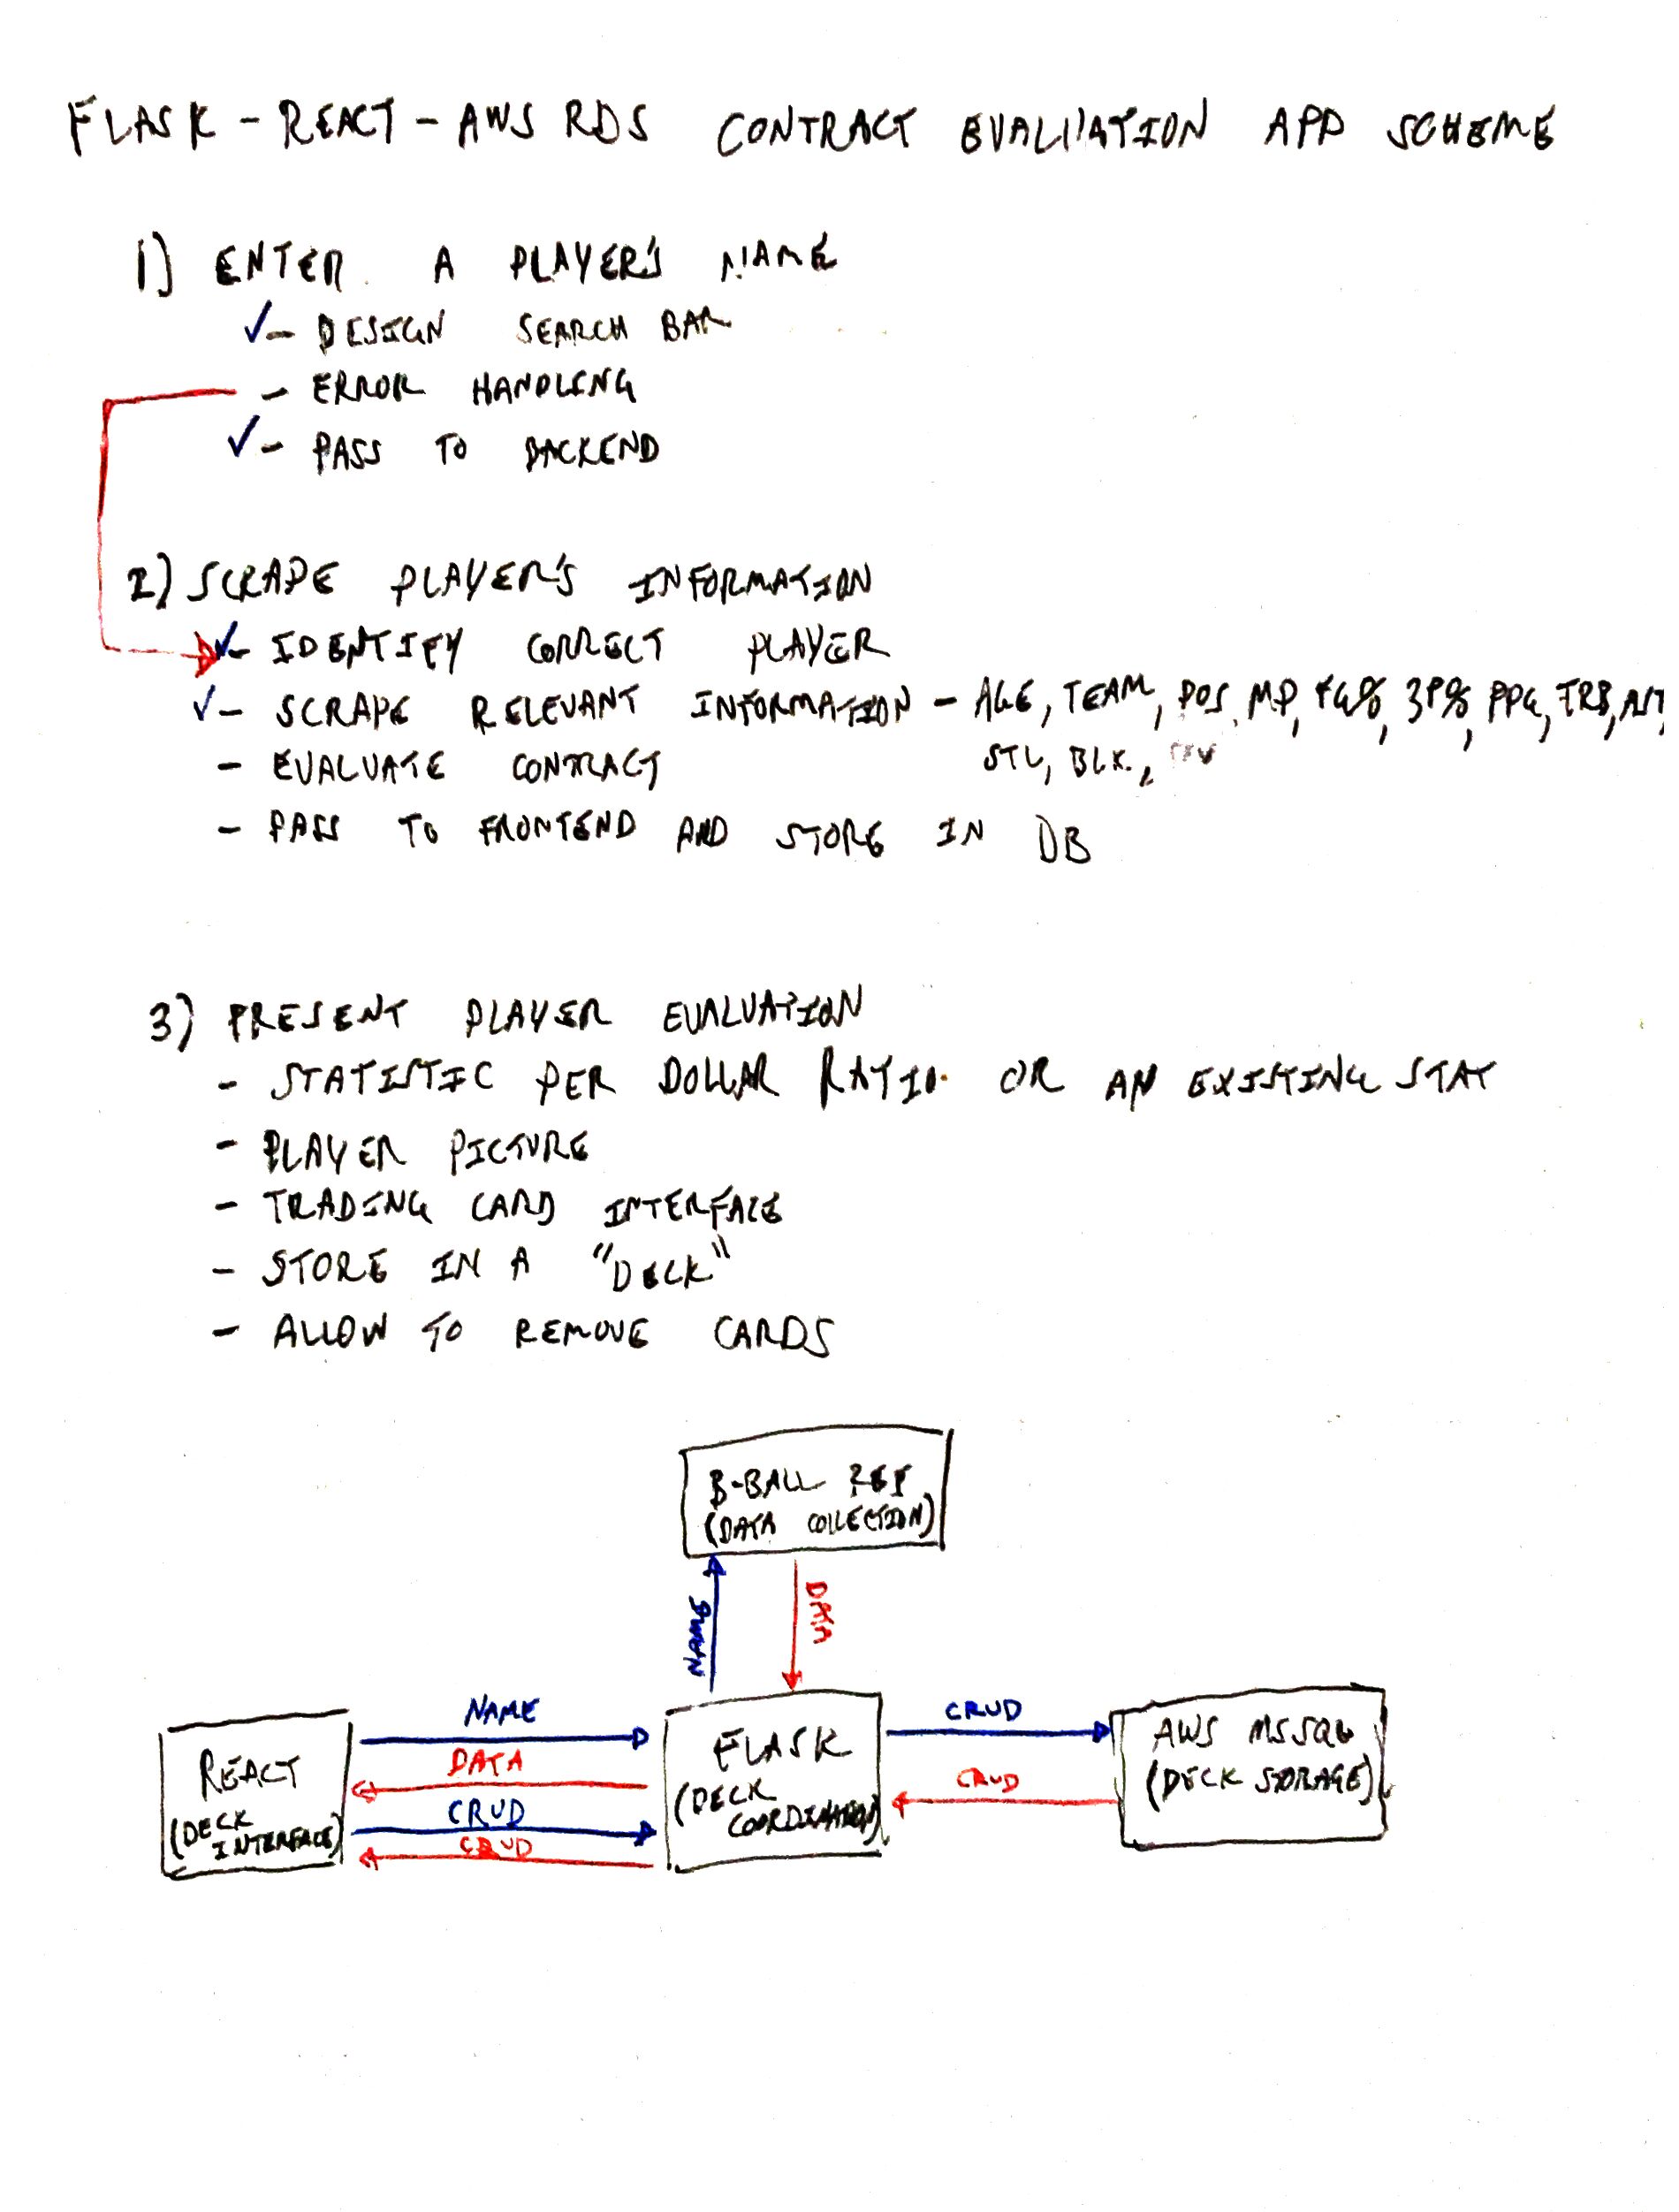 FLASK - REACT - AWS RDS CONTRACT EVALUATION APP SCHEME
1) ENTER A PLAYER'S NAME
✓- DESIGN SEARCH BAR
- ERROR HANDLING
✓- PASS TO BACKEND
2) SCRAPE PLAYER'S INFORMATION
✓- IDENTIFY CORRECT PLAYER
✓- SCRAPE RELEVANT INFORMATION - AGE, TEAM, POS, MP, FG%, 3P%, PPG, TRB, AST,
STL, BLK,
- EVALUATE CONTRACT
- PASS TO FRONTEND AND STORE IN DB
3) PRESENT PLAYER EVALUATION
- STATISTIC PER DOLLAR RATIO. OR AN EXISTING STAT
- PLAYER PICTURE
- TRADING CARD INTERFACE
- STORE IN A "DECK"
- ALLOW TO REMOVE CARDS
B-BALL REF
(DATA COLLECTION)
NAME
DATA
REACT
(DECK
INTERFACE)
NAME
DATA
CRUD
CRUD
FLASK
(DECK
COORDINATION)
CRUD
CRUD
AWS MSSQL
(DECK STORAGE)